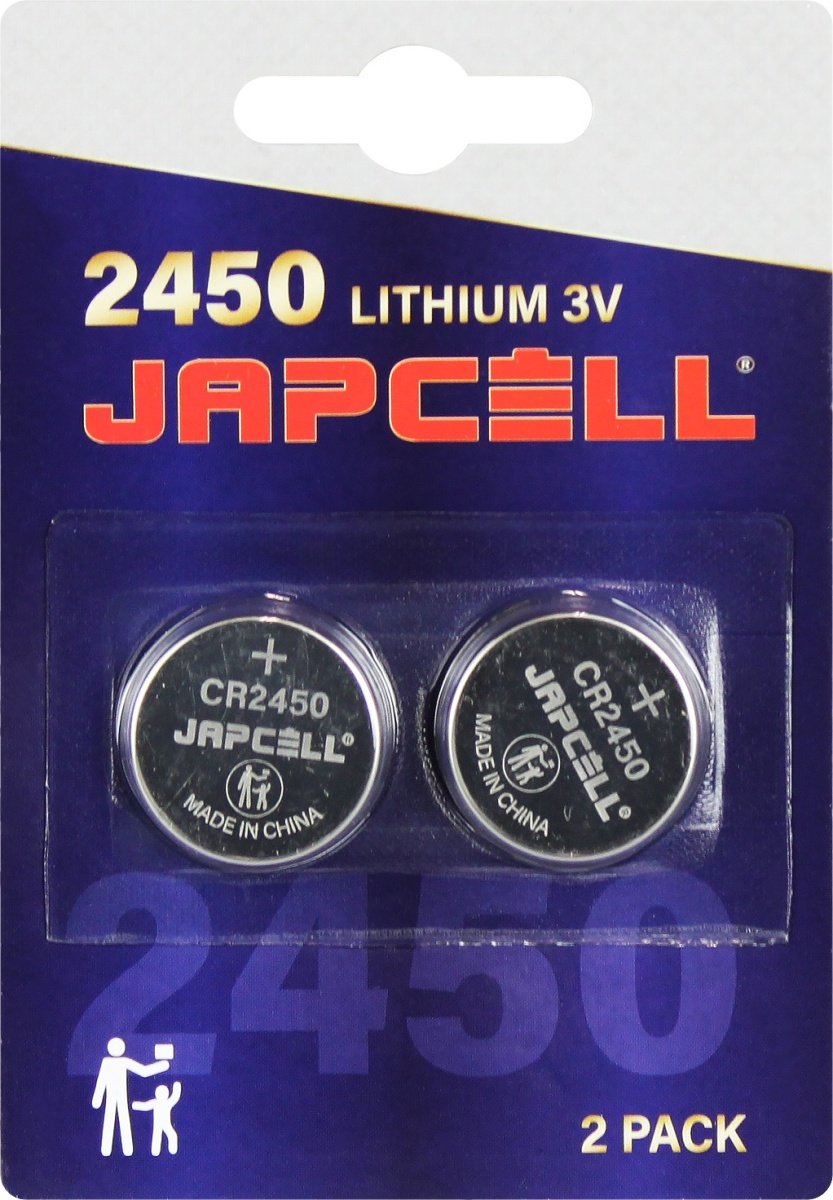 2450 LITHIUM 3V
JAPCELL®
+
CR2450
JAPCELL®
MADE IN CHINA
+
CR2450
JAPCELL®
MADE IN CHINA
2450
2 PACK